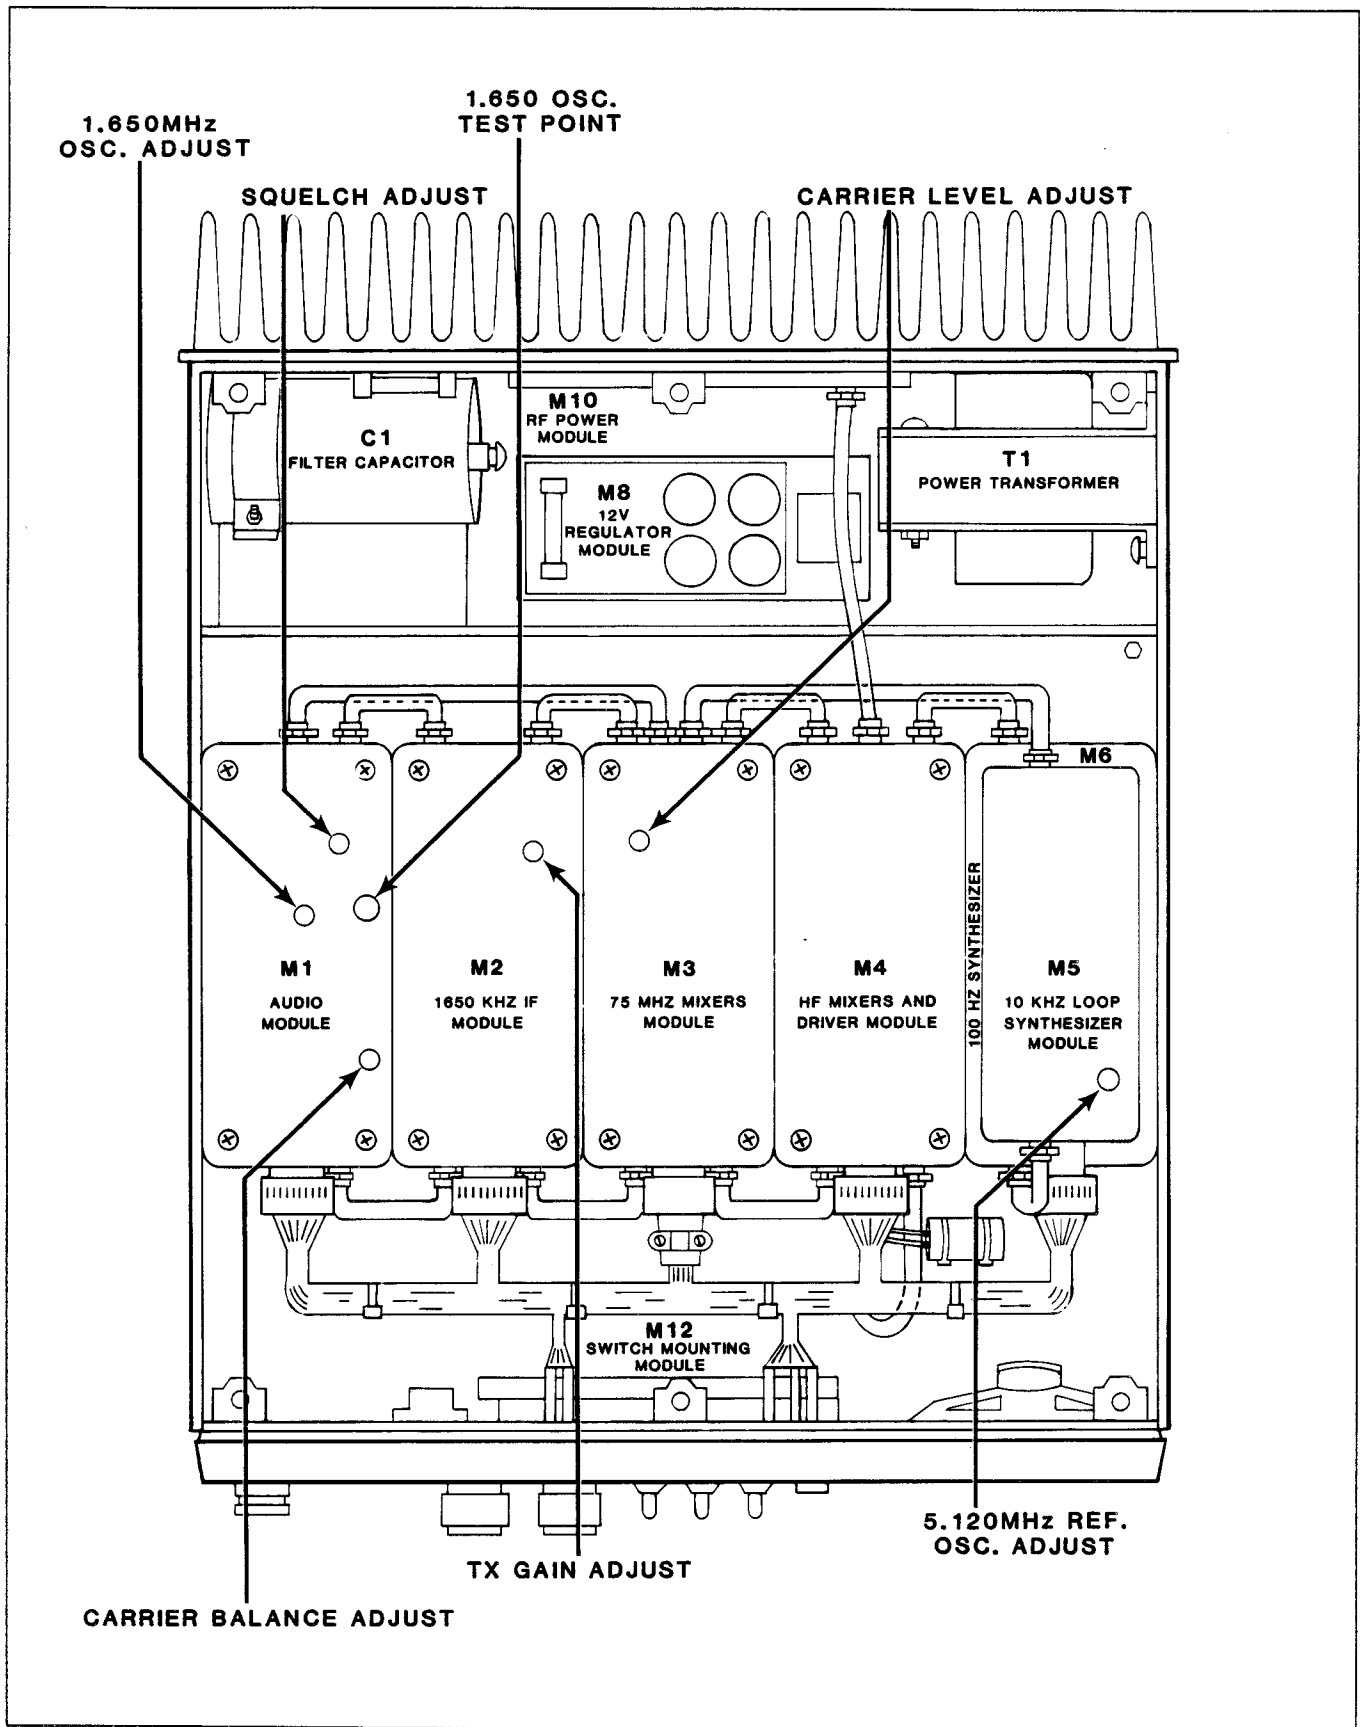 1.650 OSC.
TEST POINT
1.650MHz
OSC. ADJUST
SQUELCH ADJUST
CARRIER LEVEL ADJUST
M10
RF POWER
MODULE
C1
FILTER CAPACITOR
T1
POWER TRANSFORMER
M8
12V
REGULATOR
MODULE
M6
100 HZ SYNTHESIZER
M1
AUDIO
MODULE
M2
1650 KHZ IF
MODULE
M3
75 MHZ MIXERS
MODULE
M4
HF MIXERS AND
DRIVER MODULE
M5
10 KHZ LOOP
SYNTHESIZER
MODULE
M12
SWITCH MOUNTING
MODULE
5.120MHz REF.
OSC. ADJUST
TX GAIN ADJUST
CARRIER BALANCE ADJUST